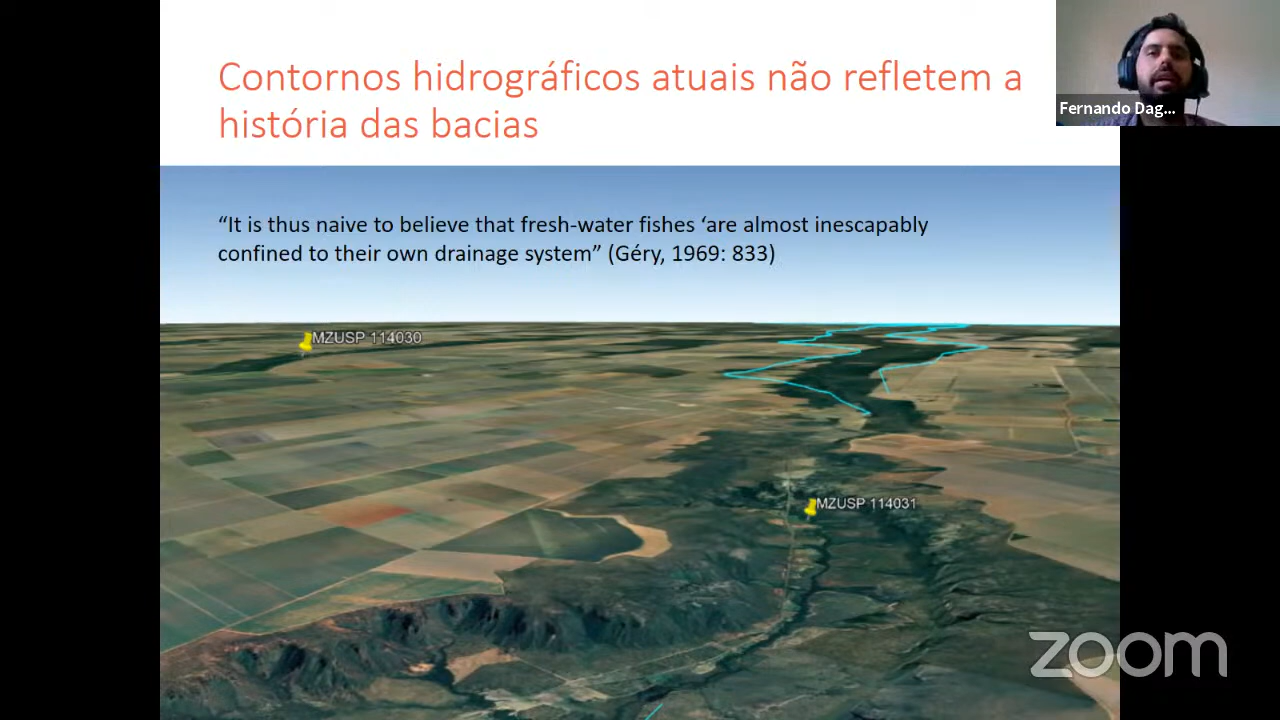 Contornos hidrográficos atuais não refletem a
história das bacias
Fernando Dag...
“It is thus naive to believe that fresh-water fishes ‘are almost inescapably
confined to their own drainage system” (Géry, 1969: 833)
MZUSP 114030
MZUSP 114031
zoom